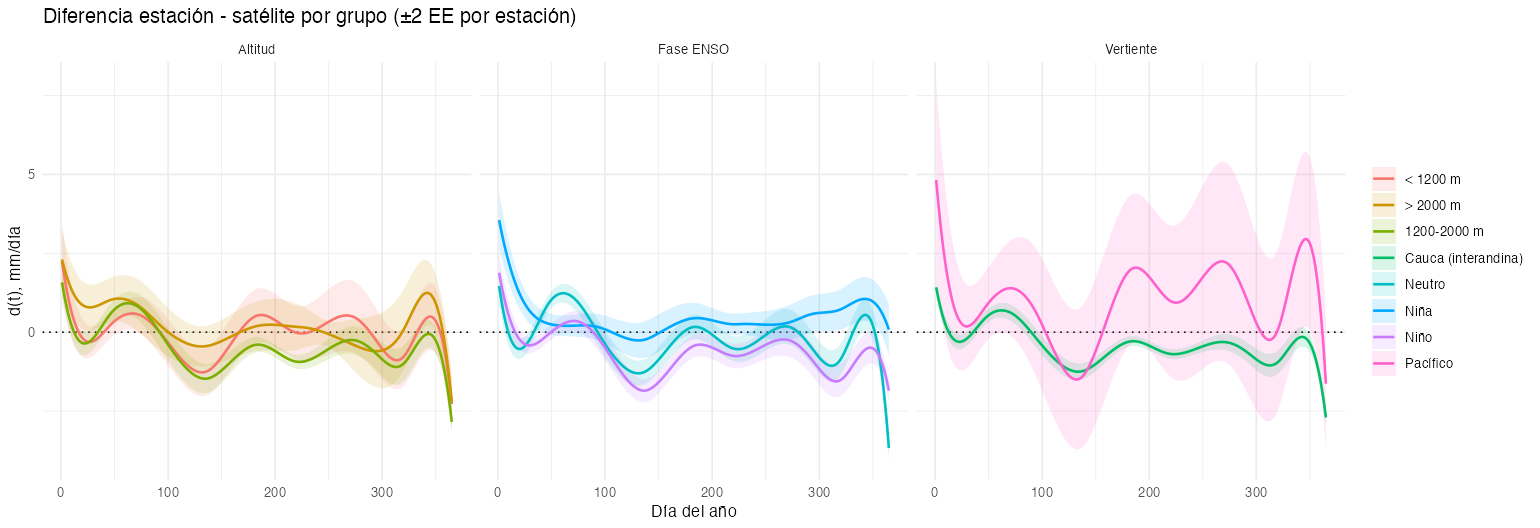 Diferencia estación - satélite por grupo (±2 EE por estación)
Altitud
Fase ENSO
Vertiente
d(t), mm/día
5
0
0
100
200
300
0
100
200
300
0
100
200
300
Día del año
< 1200 m
> 2000 m
1200-2000 m
Cauca (interandina)
Neutro
Niña
Niño
Pacífico